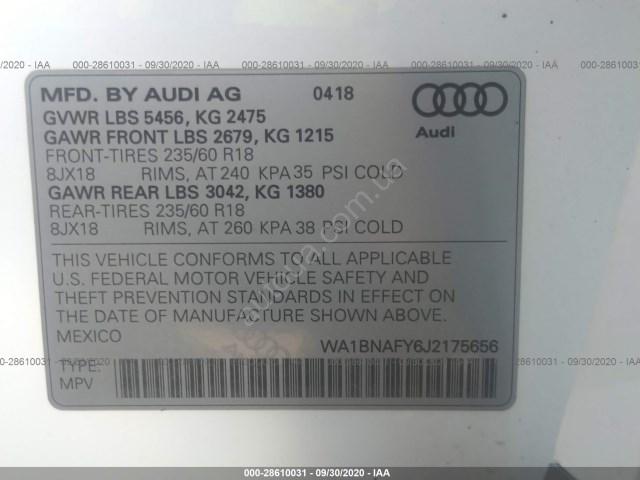 000-28610031 - 09/30/2020 - IAA
MFD. BY AUDI AG 0418
GVWR LBS 5456, KG 2475
GAWR FRONT LBS 2679, KG 1215
FRONT-TIRES 235/60 R18
8JX18 RIMS, AT 240 KPA 35 PSI COLD
GAWR REAR LBS 3042, KG 1380
REAR-TIRES 235/60 R18
8JX18 RIMS, AT 260 KPA 38 PSI COLD
Audi
THIS VEHICLE CONFORMS TO ALL APPLICABLE
U.S. FEDERAL MOTOR VEHICLE SAFETY AND
THEFT PREVENTION STANDARDS IN EFFECT ON
THE DATE OF MANUFACTURE SHOWN ABOVE.
MEXICO
WA1BNAFY6J2175656
TYPE:
MPV
000-28610031 - 09/30/2020 - IAA